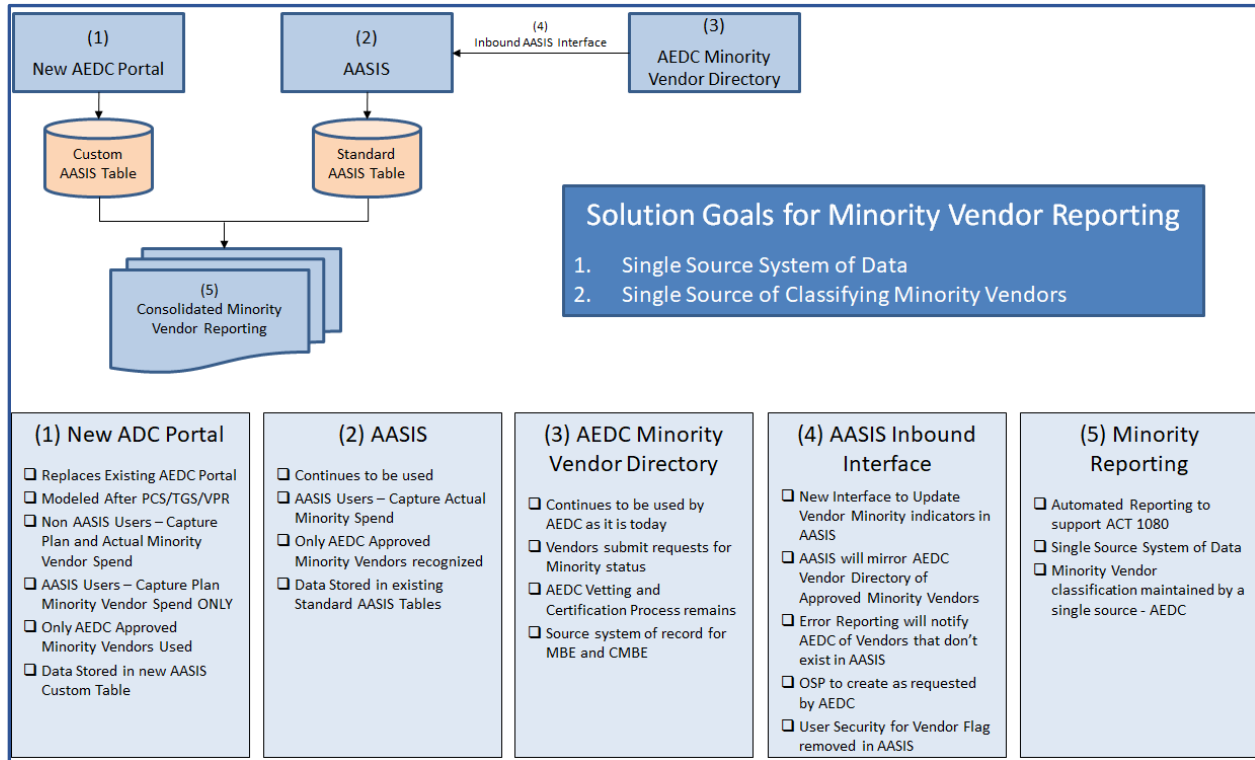 (1)
New AEDC Portal
(2)
AASIS
(4)
Inbound AASIS Interface
(3)
AEDC Minority
Vendor Directory
Custom
AASIS Table
Standard
AASIS Table
(5)
Consolidated Minority
Vendor Reporting
Solution Goals for Minority Vendor Reporting
1. Single Source System of Data
2. Single Source of Classifying Minority Vendors
(1) New ADC Portal
❑ Replaces Existing AEDC Portal
❑ Modeled After PCS/TGS/VPR
❑ Non AASIS Users – Capture
Plan and Actual Minority
Vendor Spend
❑ AASIS Users – Capture Plan
Minority Vendor Spend ONLY
❑ Only AEDC Approved
Minority Vendors Used
❑ Data Stored in new AASIS
Custom Table
(2) AASIS
❑ Continues to be used
❑ AASIS Users – Capture Actual
Minority Spend
❑ Only AEDC Approved
Minority Vendors recognized
❑ Data Stored in existing
Standard AASIS Tables
(3) AEDC Minority
Vendor Directory
❑ Continues to be used by
AEDC as it is today
❑ Vendors submit requests for
Minority status
❑ AEDC Vetting and
Certification Process remains
❑ Source system of record for
MBE and CMBE
(4) AASIS Inbound
Interface
❑ New Interface to Update
Vendor Minority indicators in
AASIS
❑ AASIS will mirror AEDC
Vendor Directory of
Approved Minority Vendors
❑ Error Reporting will notify
AEDC of Vendors that don't
exist in AASIS
❑ OSP to create as requested
by AEDC
❑ User Security for Vendor Flag
removed in AASIS
(5) Minority
Reporting
❑ Automated Reporting to
support ACT 1080
❑ Single Source System of Data
❑ Minority Vendor
classification maintained by a
single source - AEDC